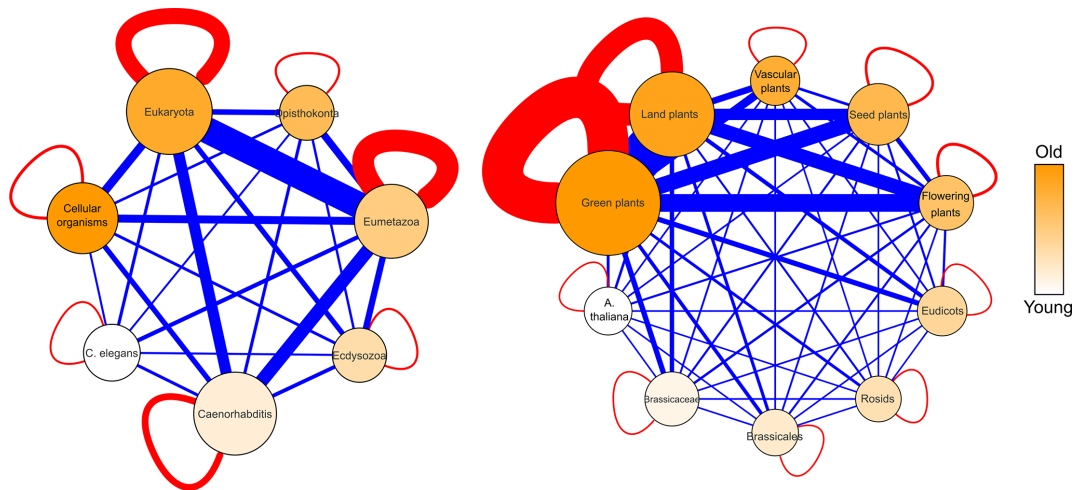 Eukaryota
Opisthokonta
Cellular
organisms
Eumetazoa
C. elegans
Ecdysozoa
Caenorhabditis
Vascular
plants
Land plants
Seed plants
Green plants
Flowering
plants
A.
thaliana
Eudicots
Brassicaceae
Rosids
Brassicales
Old
Young